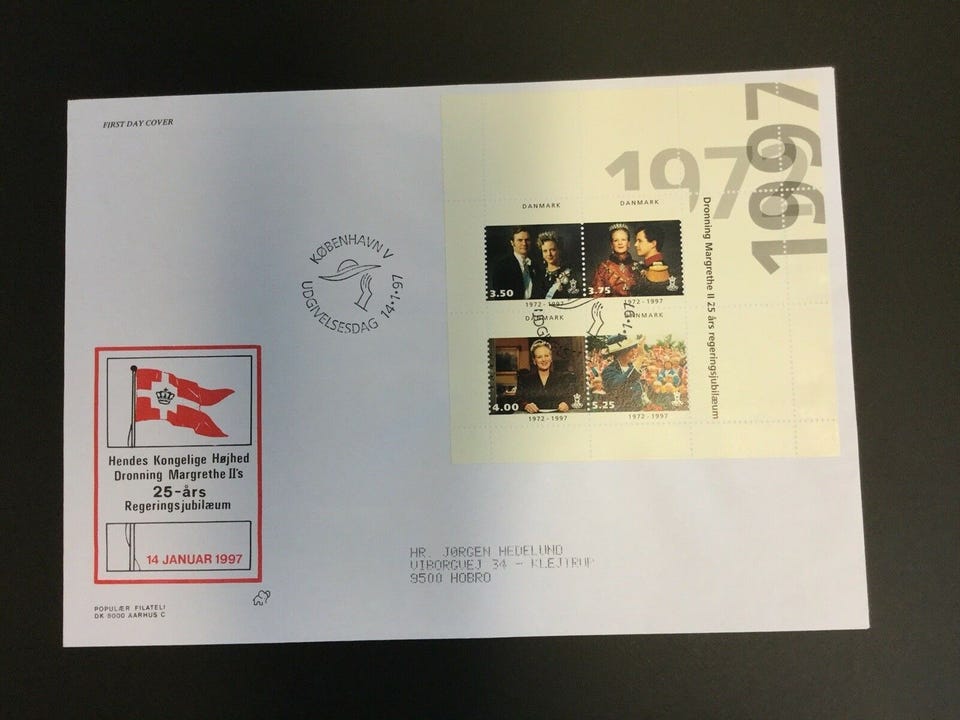 FIRST DAY COVER
1972
1997
Dronning Margrethe II 25 års regeringsjubilæum
DANMARK
DANMARK
3.50
3.75
1972 - 1997
1972 - 1997
DANMARK
DANMARK
4.00
5.25
1972 - 1997
1972 - 1997
KØBENHAVN V
UDGIVELSESDAG 14·1·97
Hendes Kongelige Højhed
Dronning Margrethe II's
25-års
Regeringsjubilæum
14 JANUAR 1997
HR. JØRGEN HEDELUND
VIBORGVEJ 34 - KLEJTRUP
9500 HOBRO
POPULÆR FILATELI
DK 8000 AARHUS C